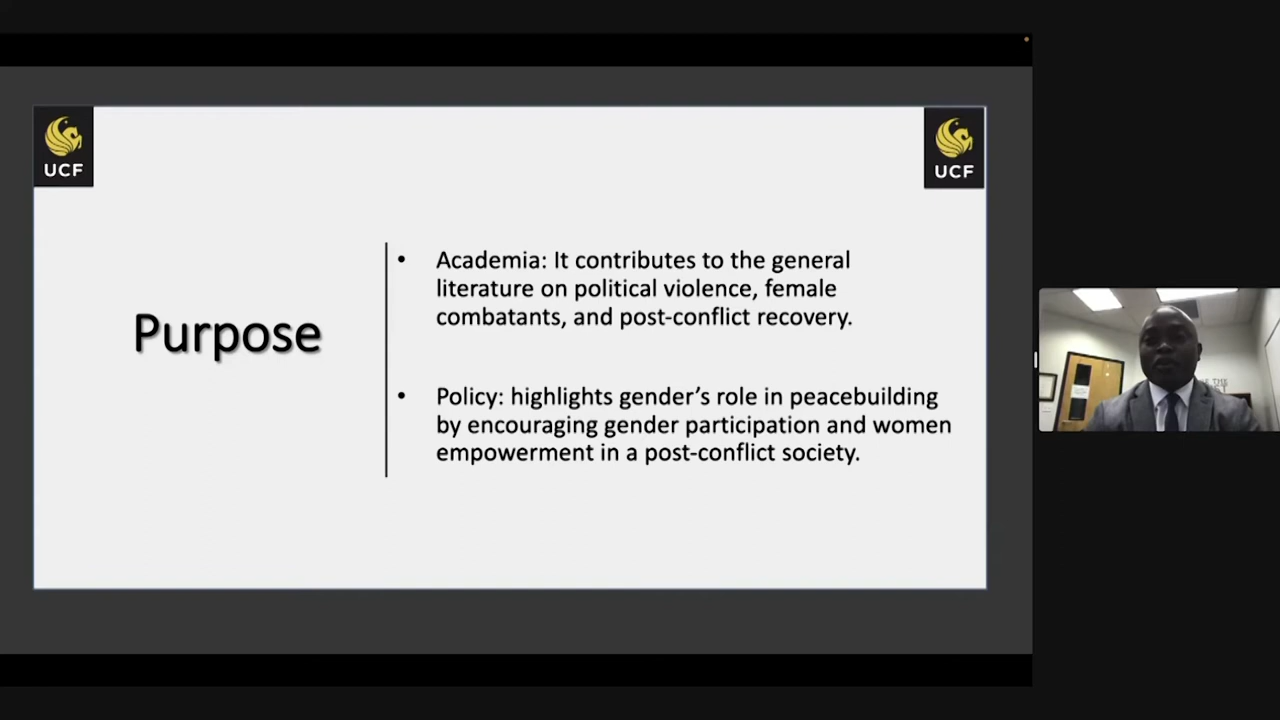 UCF
UCF
Purpose
• Academia: It contributes to the general
literature on political violence, female
combatants, and post-conflict recovery.
• Policy: highlights gender’s role in peacebuilding
by encouraging gender participation and women
empowerment in a post-conflict society.